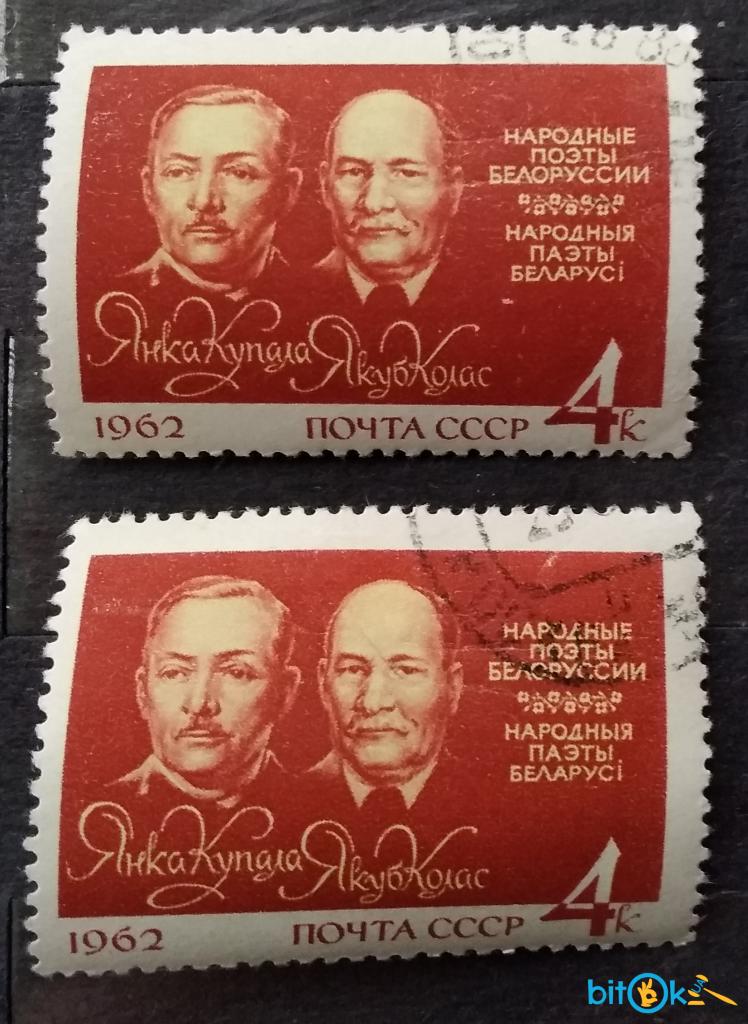 НАРОДНЫЕ
ПОЭТЫ
БЕЛОРУССИИ
НАРОДНЫЯ
ПАЭТЫ
БЕЛАРУСІ
Янка Купала Якуб Колас
1962 ПОЧТА СССР 4к
НАРОДНЫЕ
ПОЭТЫ
БЕЛОРУССИИ
НАРОДНЫЯ
ПАЭТЫ
БЕЛАРУСІ
Янка Купала Якуб Колас
1962 ПОЧТА СССР 4к
bitOk UA